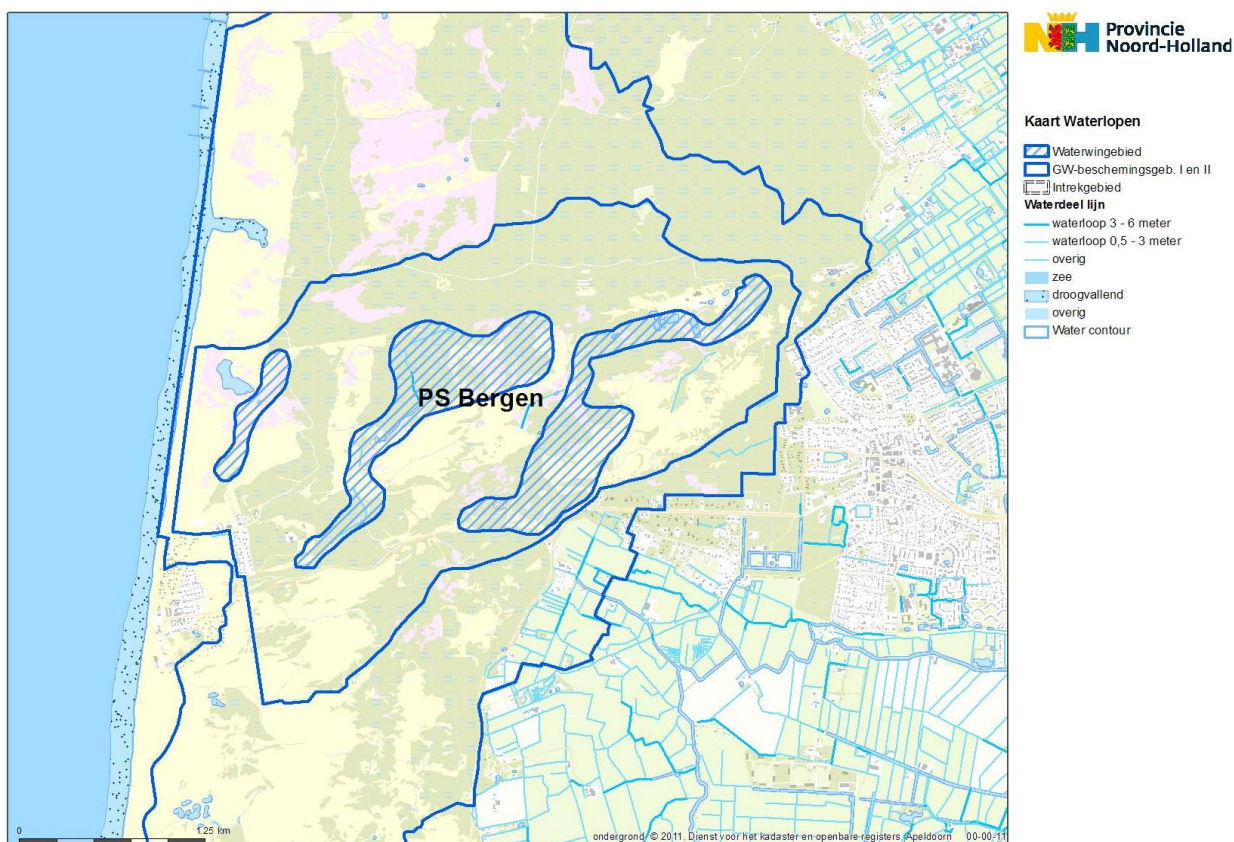 Provincie
Noord-Holland
Kaart Waterlopen
Waterwingebied
GW-beschemingsgeb. I en II
Intrekgebied
Waterdeel lijn
waterloop 3 - 6 meter
waterloop 0,5 - 3 meter
overig
zee
droogvallend
overig
Water contour
PS Bergen
0 1.25 km
ondergrond © 2011, Dienst voor het kadaster en openbare registers, Apeldoorn 00-00-11